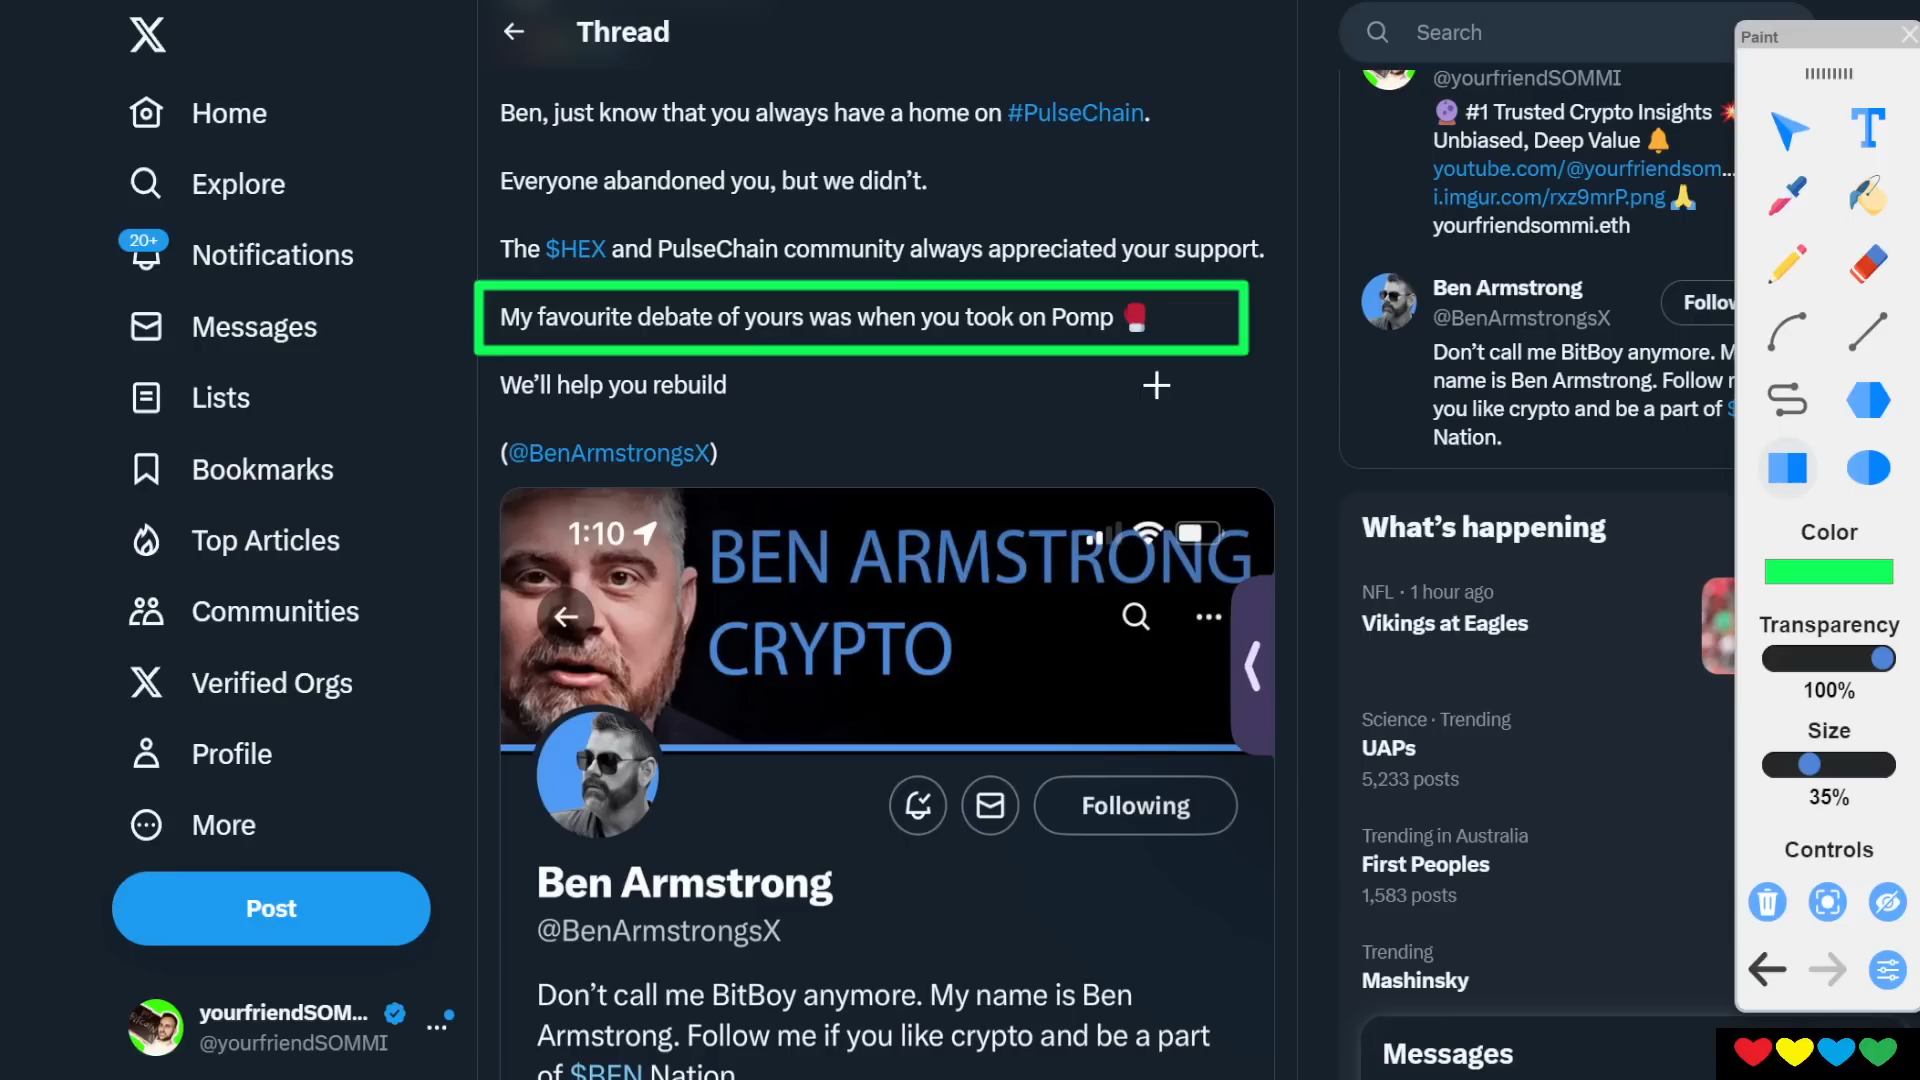 Home
Explore
20+
Notifications
Messages
Lists
Bookmarks
Top Articles
Communities
Verified Orgs
Profile
More
Post
yourfriendSOM...
@yourfriendSOMMI
Thread
Ben, just know that you always have a home on #PulseChain.
Everyone abandoned you, but we didn’t.
The $HEX and PulseChain community always appreciated your support.
My favourite debate of yours was when you took on Pomp
We’ll help you rebuild
(@BenArmstrongsX)
1:10
BEN ARMSTRONG
CRYPTO
Following
Ben Armstrong
@BenArmstrongsX
Don’t call me BitBoy anymore. My name is Ben
Armstrong. Follow me if you like crypto and be a part
of $BEN Nation
Search
@yourfriendSOMMI
#1 Trusted Crypto Insights
Unbiased, Deep Value
youtube.com/@yourfriendsom...
i.imgur.com/rxz9mrP.png
yourfriendsommi.eth
Ben Armstrong
@BenArmstrongsX
Don’t call me BitBoy anymore.
name is Ben Armstrong. Follow
you like crypto and be a part of
Nation.
What’s happening
NFL · 1 hour ago
Vikings at Eagles
Science · Trending
UAPs
5,233 posts
Trending in Australia
First Peoples
1,583 posts
Trending
Mashinsky
Messages
Paint
T
Color
Transparency
100%
Size
35%
Controls